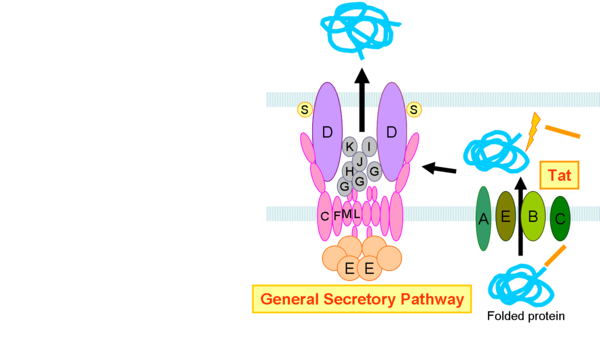 S
S
D
D
K
I
J
H
G
G
G
Tat
C
F
M
L
A
E
B
C
E
E
General Secretory Pathway
Folded protein